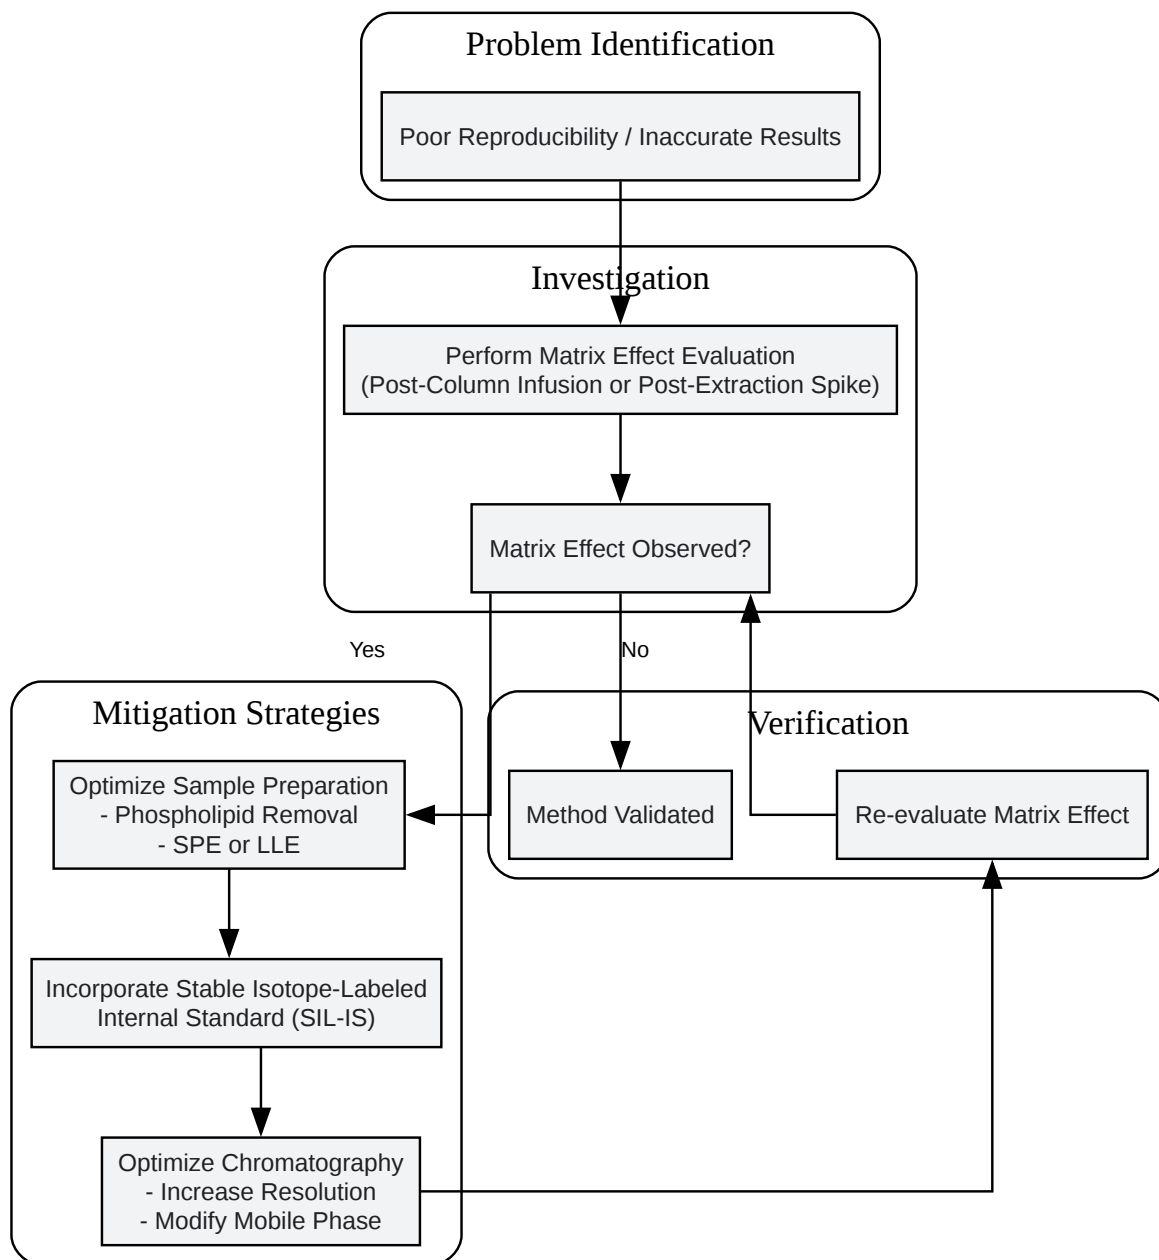 Problem Identification
Poor Reproducibility / Inaccurate Results
Investigation
Perform Matrix Effect Evaluation
(Post-Column Infusion or Post-Extraction Spike)
Matrix Effect Observed?
Yes
No
Mitigation Strategies
Optimize Sample Preparation
- Phospholipid Removal
- SPE or LLE
Incorporate Stable Isotope-Labeled
Internal Standard (SIL-IS)
Optimize Chromatography
- Increase Resolution
- Modify Mobile Phase
Verification
Method Validated
Re-evaluate Matrix Effect